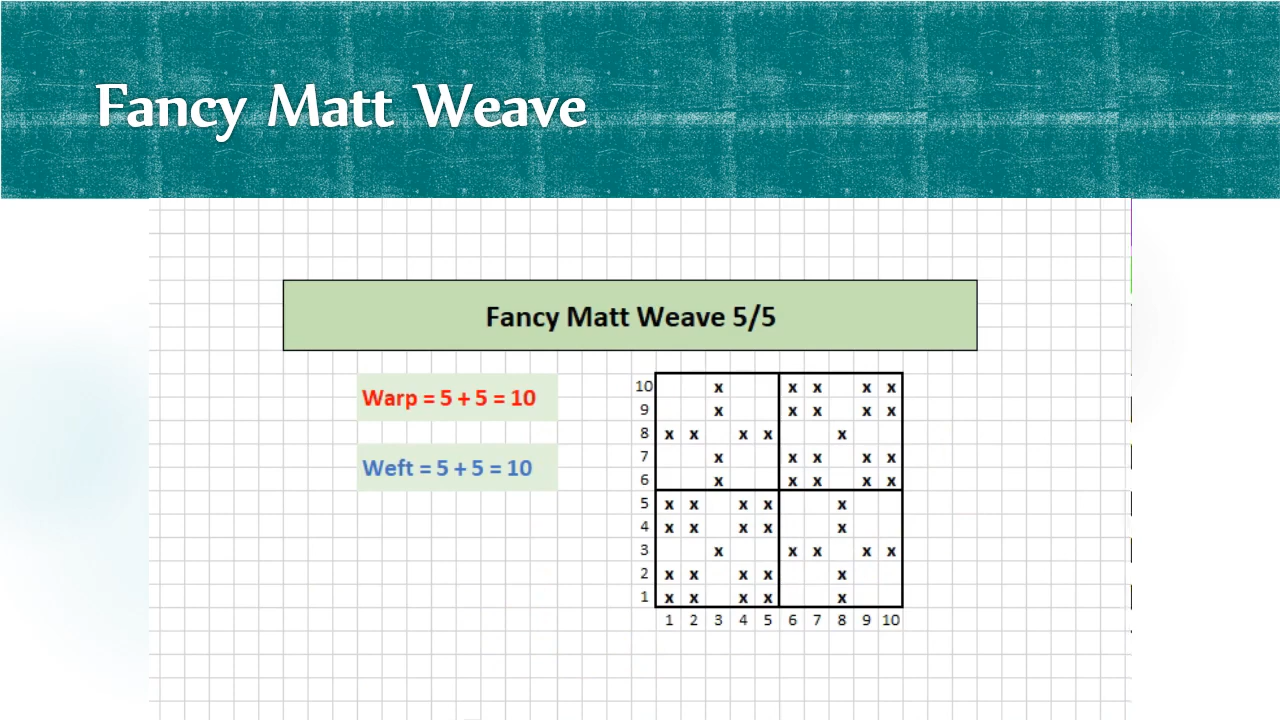 Fancy Matt Weave
Fancy Matt Weave 5/5
Warp = 5 + 5 = 10
Weft = 5 + 5 = 10
10 x x x x x
9 x x x x x
8 x x x x x
7 x x x x x
6 x x x x x
5 x x x x x
4 x x x x x
3 x x x x x
2 x x x x x
1 x x x x x
1 2 3 4 5 6 7 8 9 10